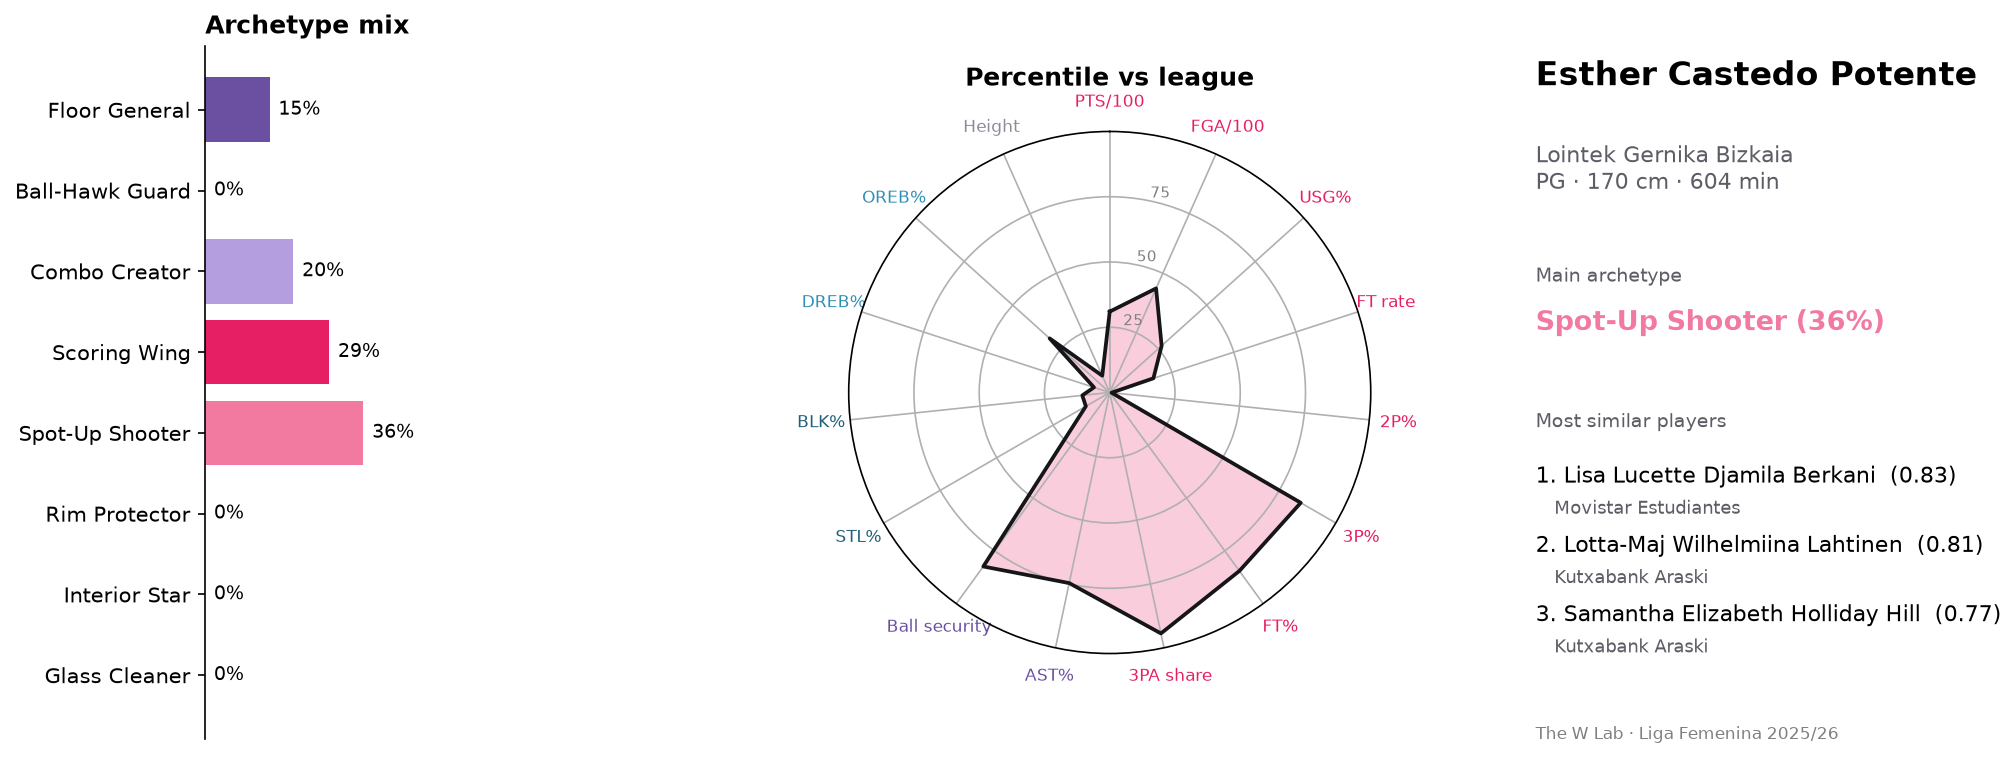 Archetype mix
Floor General
15%
Ball-Hawk Guard
0%
Combo Creator
20%
Scoring Wing
29%
Spot-Up Shooter
36%
Rim Protector
0%
Interior Star
0%
Glass Cleaner
0%
Percentile vs league
PTS/100
FGA/100
USG%
FT rate
2P%
3P%
FT%
3PA share
AST%
Ball security
STL%
BLK%
DREB%
OREB%
Height
75
50
25
Esther Castedo Potente
Lointek Gernika Bizkaia
PG · 170 cm · 604 min
Main archetype
Spot-Up Shooter (36%)
Most similar players
1. Lisa Lucette Djamila Berkani (0.83)
Movistar Estudiantes
2. Lotta-Maj Wilhelmiina Lahtinen (0.81)
Kutxabank Araski
3. Samantha Elizabeth Holliday Hill (0.77)
Kutxabank Araski
The W Lab · Liga Femenina 2025/26